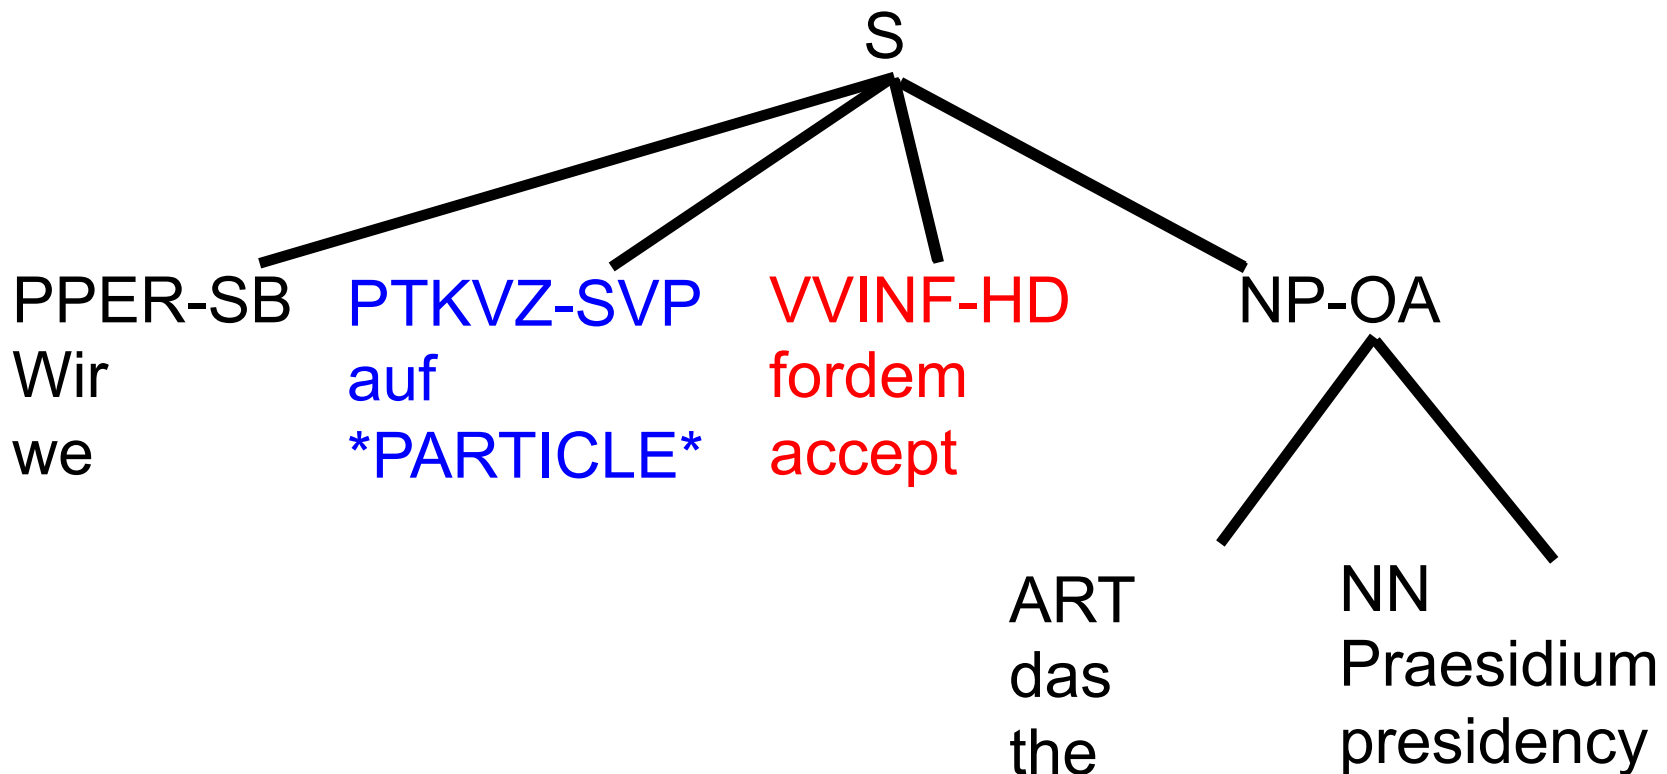 S
PPER-SB PTKVZ-SVP VVINF-HD NP-OA
Wir auf fordem
we *PARTICLE* accept
ART NN
das Praesidium
the presidency